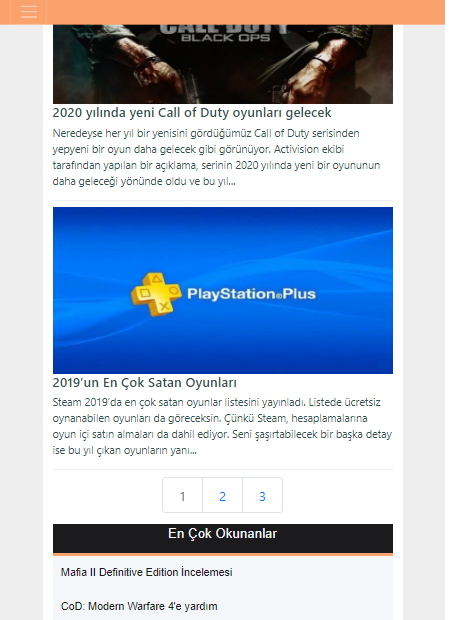 CALL OF DUTY
BLACK OPS
2020 yılında yeni Call of Duty oyunları gelecek
Neredeyse her yıl bir yenisini gördüğümüz Call of Duty serisinden
yepyeni bir oyun daha gelecek gibi görünüyor. Activision ekibi
tarafından yapılan bir açıklama, serinin 2020 yılında yeni bir oyununun
daha geleceği yönünde oldu ve bu yıl...
PlayStation®Plus
2019'un En Çok Satan Oyunları
Steam 2019'da en çok satan oyunlar listesini yayınladı. Listede ücretsiz
oynanabilen oyunları da göreceksin. Çünkü Steam, hesaplamalarına
oyun içi satın almaları da dahil ediyor. Seni şaşırtabilecek bir başka detay
ise bu yıl çıkan oyunların yanı...
1 2 3
En Çok Okunanlar
Mafia II Definitive Edition İncelemesi
CoD: Modern Warfare 4'e yardım